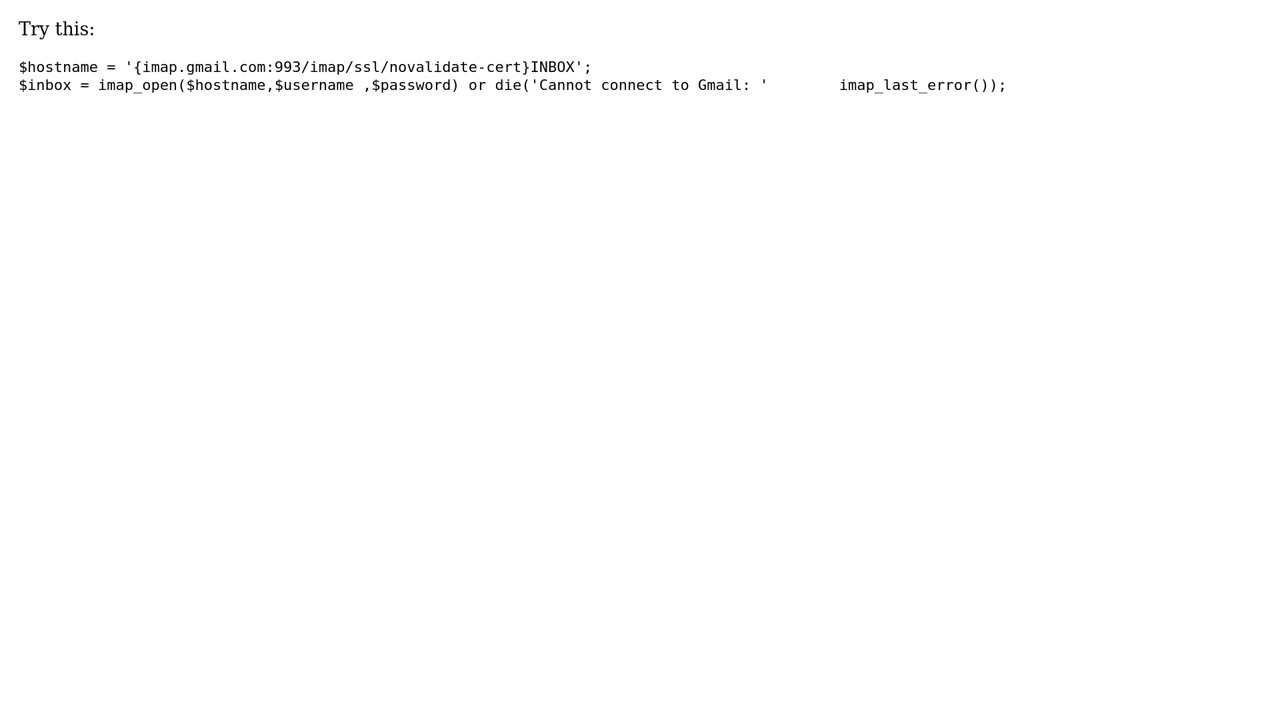 Try this:
$hostname = '{imap.gmail.com:993/imap/ssl/novalidate-cert}INBOX';
$inbox = imap_open($hostname,$username ,$password) or die('Cannot connect to Gmail: '        imap_last_error());